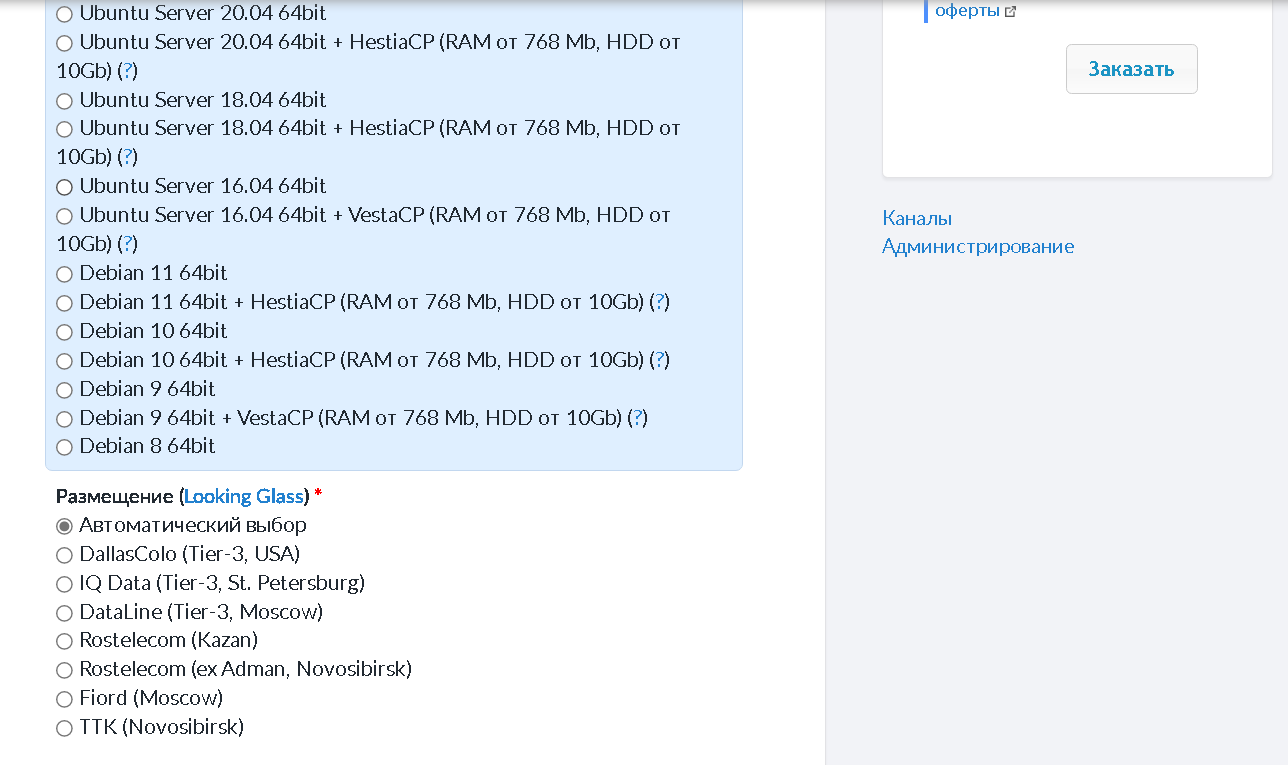 Ubuntu Server 20.04 64bit
Ubuntu Server 20.04 64bit + HestiaCP (RAM от 768 Mb, HDD от
10Gb) (?)
Ubuntu Server 18.04 64bit
Ubuntu Server 18.04 64bit + HestiaCP (RAM от 768 Mb, HDD от
10Gb) (?)
Ubuntu Server 16.04 64bit
Ubuntu Server 16.04 64bit + VestaCP (RAM от 768 Mb, HDD от
10Gb) (?)
Debian 11 64bit
Debian 11 64bit + HestiaCP (RAM от 768 Mb, HDD от 10Gb) (?)
Debian 10 64bit
Debian 10 64bit + HestiaCP (RAM от 768 Mb, HDD от 10Gb) (?)
Debian 9 64bit
Debian 9 64bit + VestaCP (RAM от 768 Mb, HDD от 10Gb) (?)
Debian 8 64bit
Размещение (Looking Glass) *
Автоматический выбор
DallasColo (Tier-3, USA)
IQ Data (Tier-3, St. Petersburg)
DataLine (Tier-3, Moscow)
Rostelecom (Kazan)
Rostelecom (ex Adman, Novosibirsk)
Fiord (Moscow)
TTK (Novosibirsk)
оферты
Заказать
Каналы
Администрирование